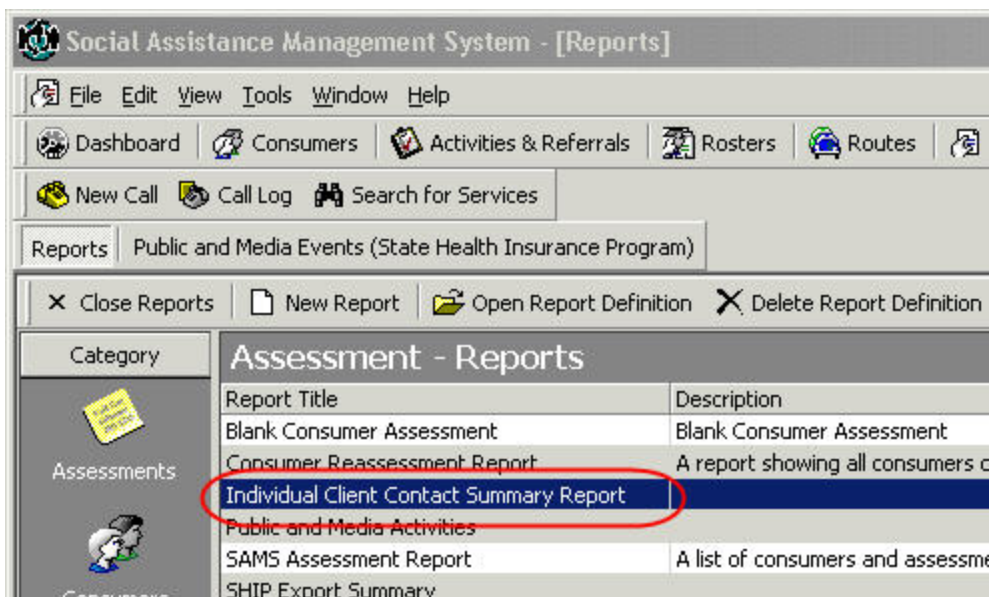 Social Assistance Management System - [Reports]
File Edit View Tools Window Help
Dashboard Consumers Activities & Referrals Rosters Routes
New Call Call Log Search for Services
Reports Public and Media Events (State Health Insurance Program)
Close Reports New Report Open Report Definition Delete Report Definition
Category Assessment - Reports
Report Title Description
Blank Consumer Assessment Blank Consumer Assessment
Consumer Reassessment Report A report showing all consumers
Assessments
Individual Client Contact Summary Report
Public and Media Activities
SAMS Assessment Report A list of consumers and
SHIP Export Summary
Consumers